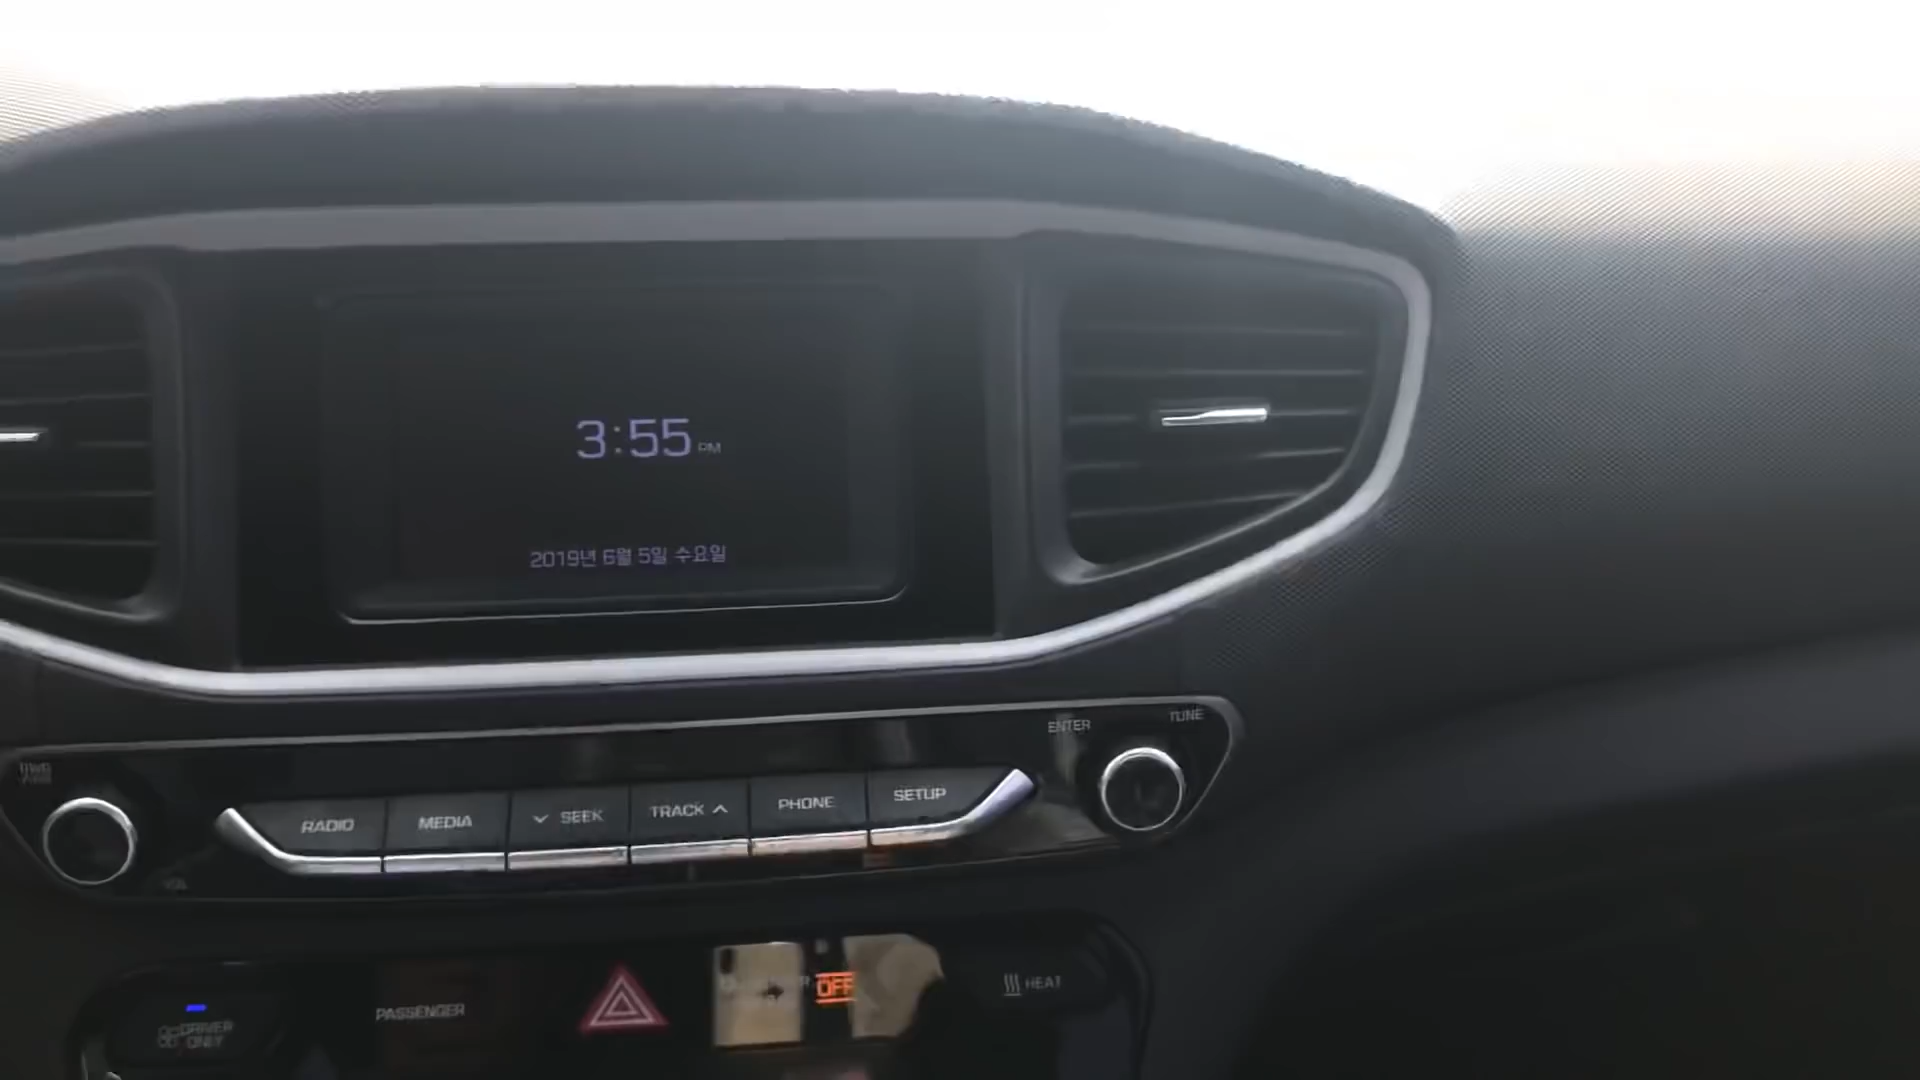 3:55 PM
2019년 6월 5일 수요일
ENTER
TUNE
VOL
RADIO
MEDIA
SEEK
TRACK
PHONE
SETUP
DRIVER
ONLY
PASSENGER
OFF
HEAT